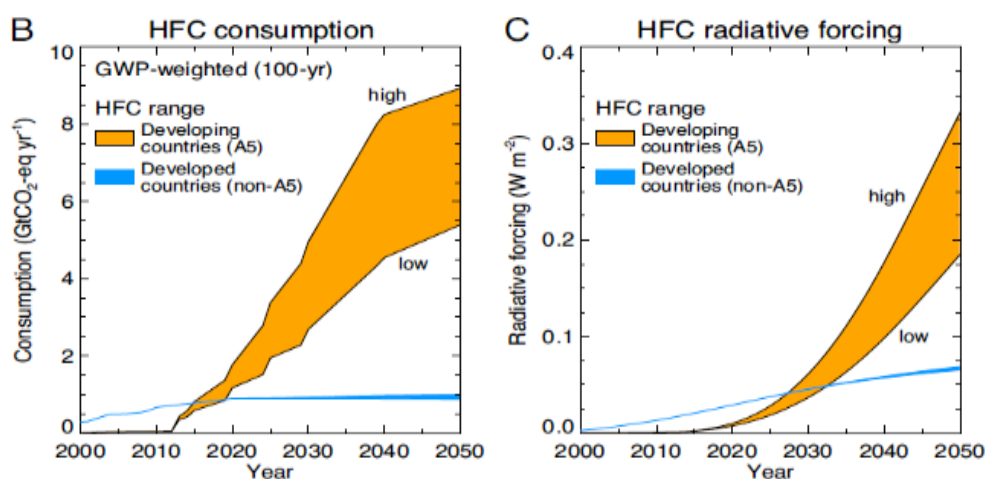 B
HFC consumption
GWP-weighted (100-yr)
HFC range
Developing
countries (A5)
Developed
countries (non-A5)
high
low
10
8
6
4
2
0
Consumption (GtCO₂-eq yr⁻¹)
2000
2010
2020
2030
2040
2050
Year
C
HFC radiative forcing
HFC range
Developing
countries (A5)
Developed
countries (non-A5)
high
low
0.4
0.3
0.2
0.1
0.0
Radiative forcing (W m⁻²)
2000
2010
2020
2030
2040
2050
Year